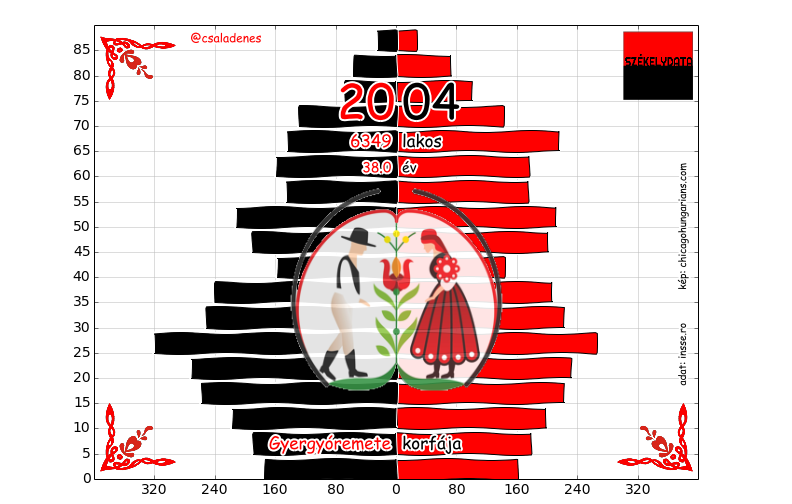 @csaladenes
SZÉKELYDATA
2004
6349 lakos
38.0 év
kép: chicagohungarians.com
adat: insse.ro
Gyergyóremete korfája
85
80
75
70
65
60
55
50
45
40
35
30
25
20
15
10
5
0
320 240 160 80 0 80 160 240 320